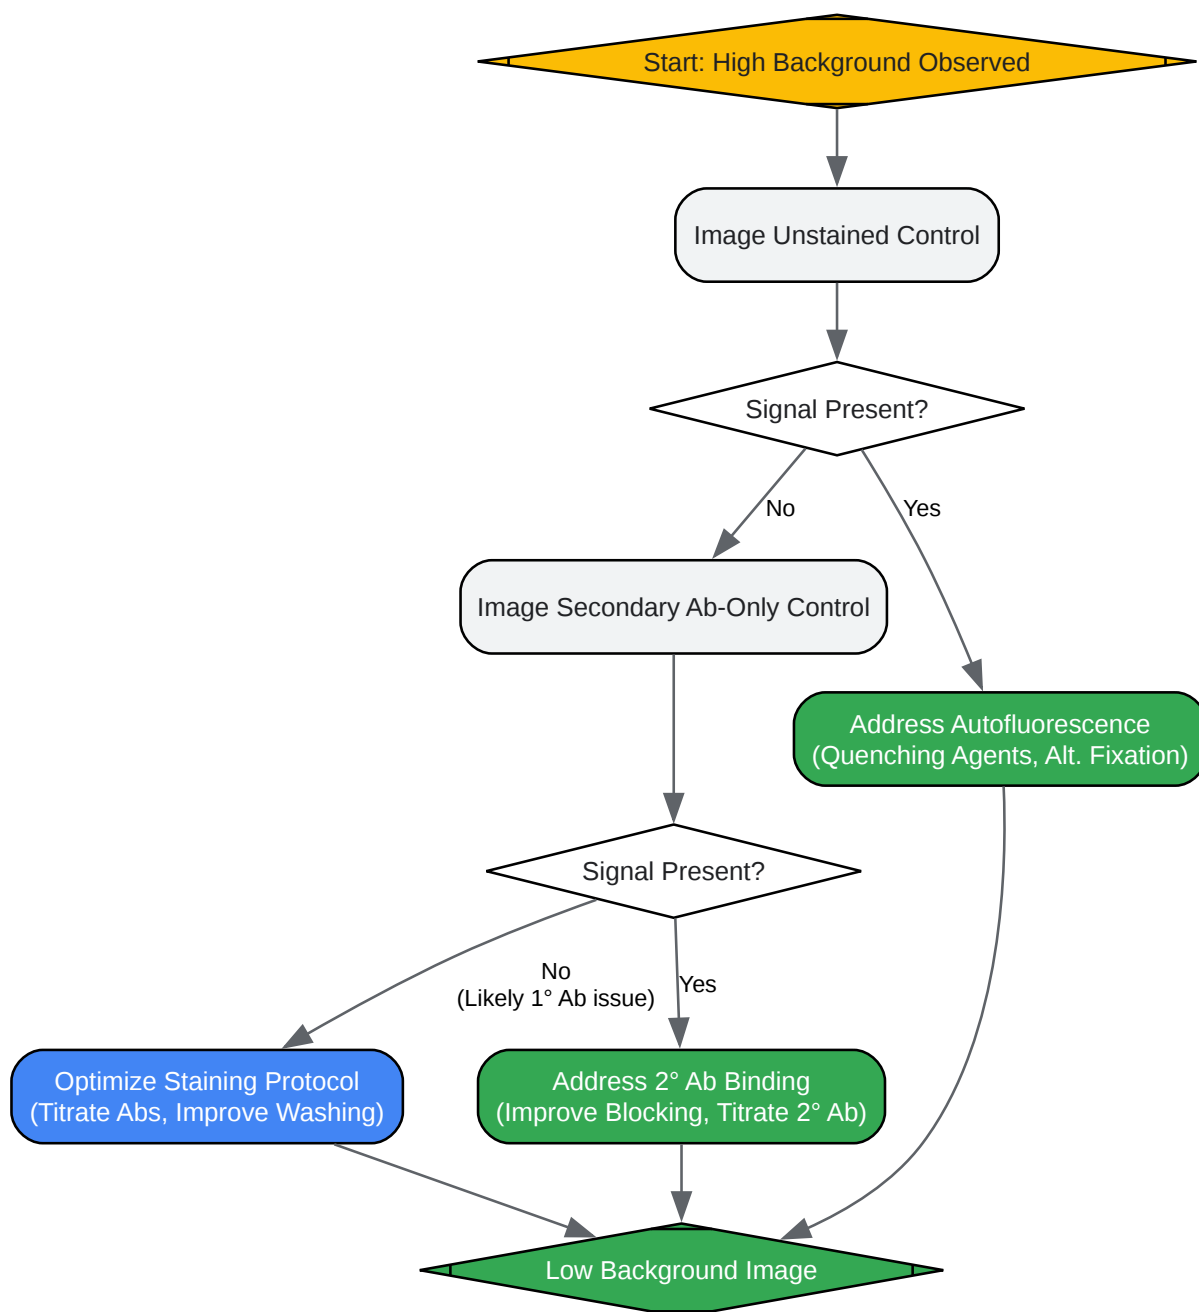 Start: High Background Observed
Image Unstained Control
Signal Present?
No
Yes
Image Secondary Ab-Only Control
Address Autofluorescence
(Quenching Agents, Alt. Fixation)
Signal Present?
No
(Likely 1° Ab issue)
Yes
Optimize Staining Protocol
(Titrate Abs, Improve Washing)
Address 2° Ab Binding
(Improve Blocking, Titrate 2° Ab)
Low Background Image